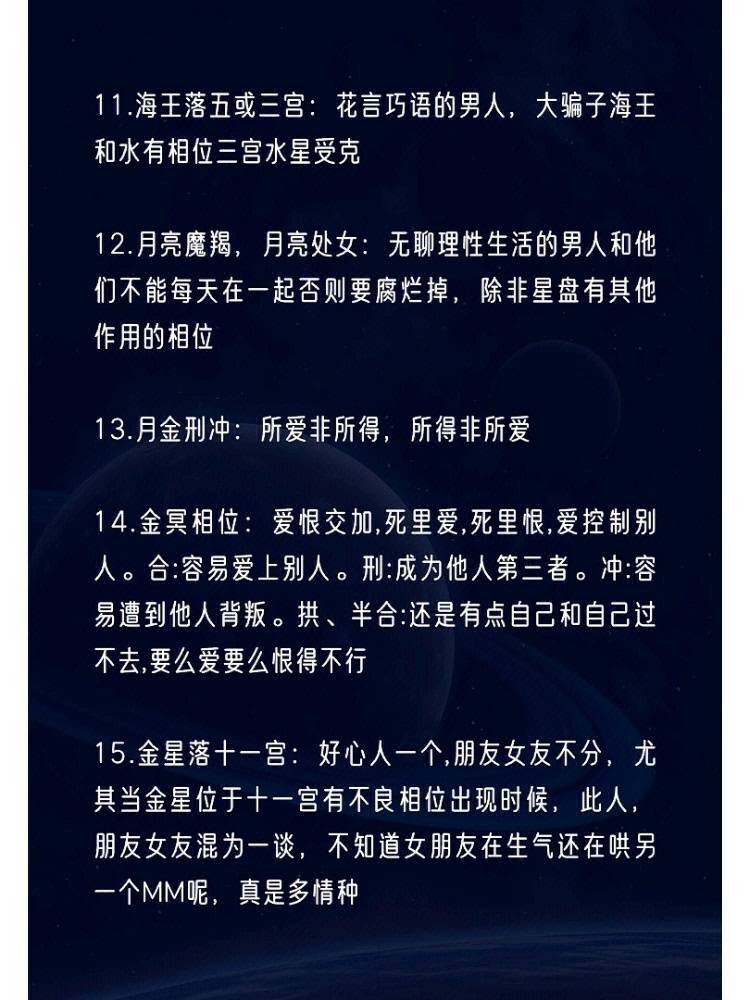 11.海王落五或三宫：花言巧语的男人，大骗子海王
和水有相位三宫水星受克
12.月亮魔羯，月亮处女：无聊理性生活的男人和他
们不能每天在一起否则要腐烂掉，除非星盘有其他
作用的相位
13.月金刑冲：所爱非所得，所得非所爱
14.金冥相位：爱恨交加,死里爱,死里恨,爱控制别
人。合:容易爱上别人。刑:成为他人第三者。冲:容
易遭到他人背叛。拱、半合:还是有点自己和自己过
不去,要么爱要么恨得不行
15.金星落十一宫：好心人一个,朋友女友不分，尤
其当金星位于十一宫有不良相位出现时候，此人，
朋友女友混为一谈，不知道女朋友在生气还在哄另
一个MM呢，真是多情种